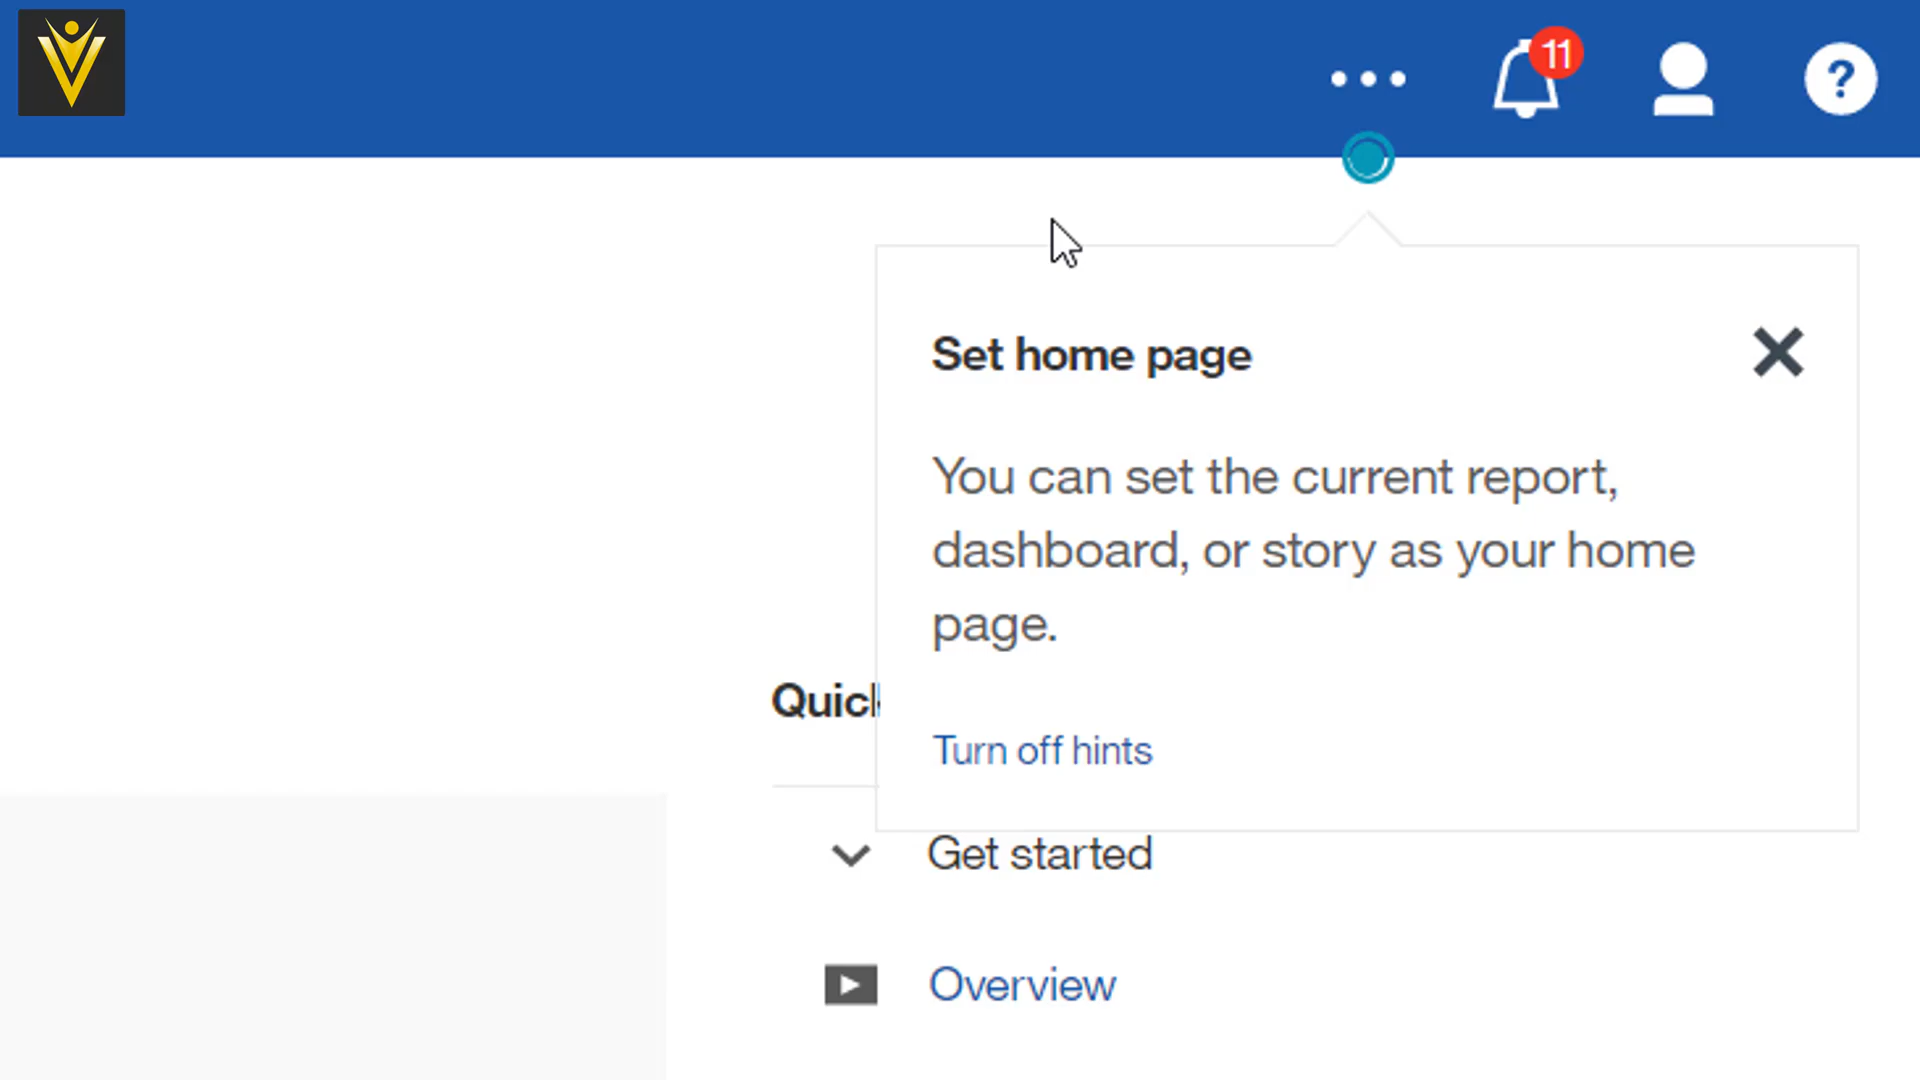 11
?
Set home page
You can set the current report,
dashboard, or story as your home
page.
Turn off hints
Get started
Overview